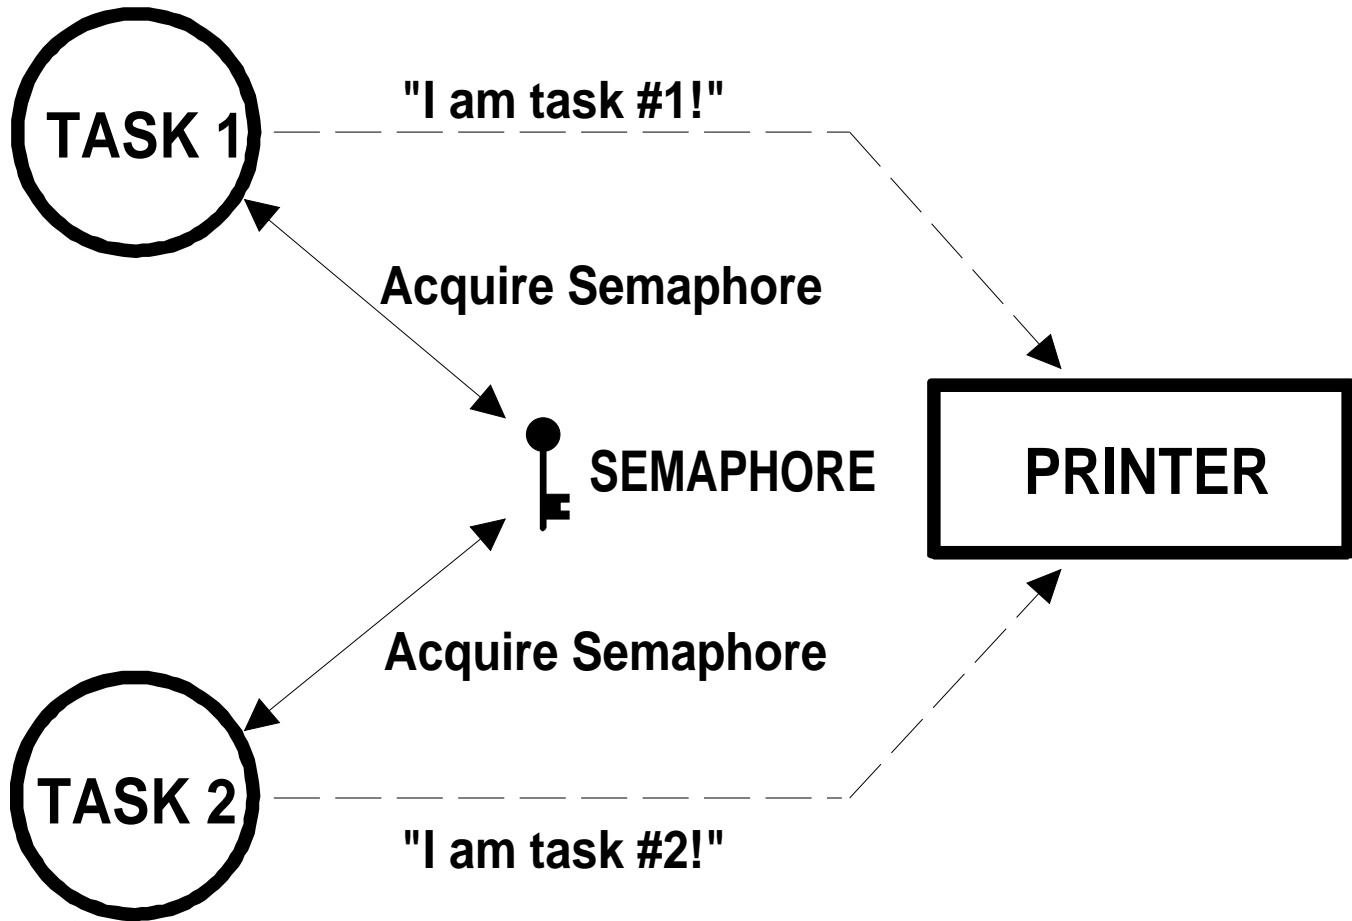 TASK 1
"I am task #1!"
Acquire Semaphore
SEMAPHORE
PRINTER
Acquire Semaphore
TASK 2
"I am task #2!"